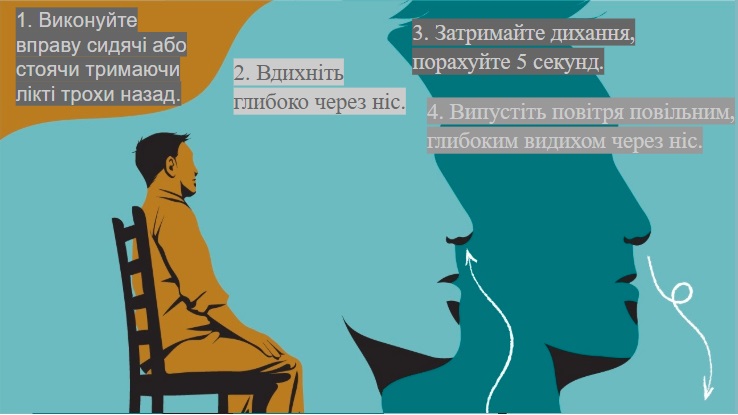 1. Виконуйте
вправу сидячі або
стоячи тримаючи
лікті трохи назад.
2. Вдихніть
глибоко через ніс.
3. Затримайте дихання,
порахуйте 5 секунд.
4. Випустіть повітря повільним,
глибоким видихом через ніс.